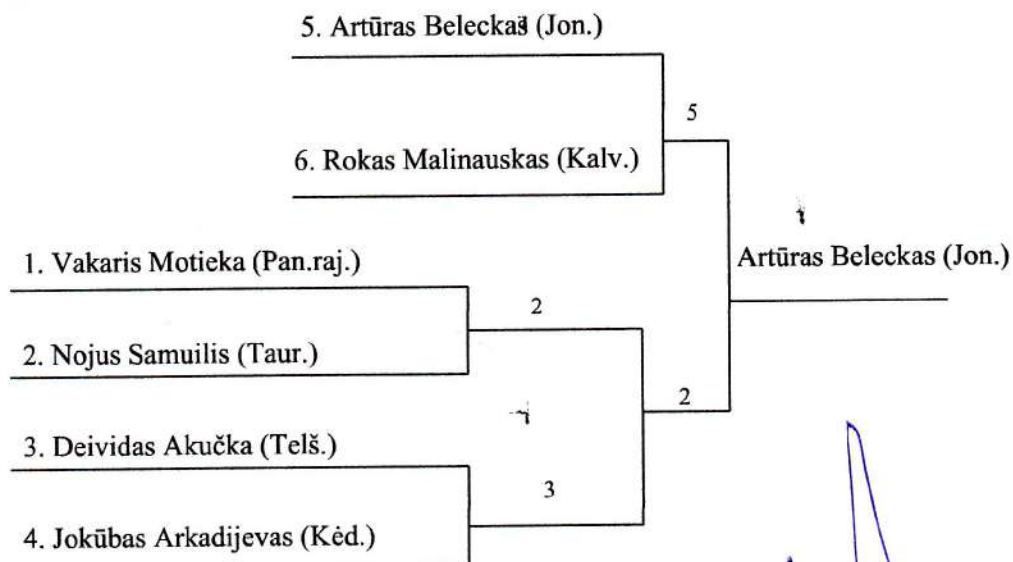 5. Artūras Beleckas (Jon.)
5
6. Rokas Malinauskas (Kalv.)
1. Vakaris Motieka (Pan.raj.)
Artūras Beleckas (Jon.)
2
2. Nojus Samuilis (Taur.)
2
3. Deividas Akučka (Telš.)
3
4. Jokūbas Arkadijevas (Kėd.)